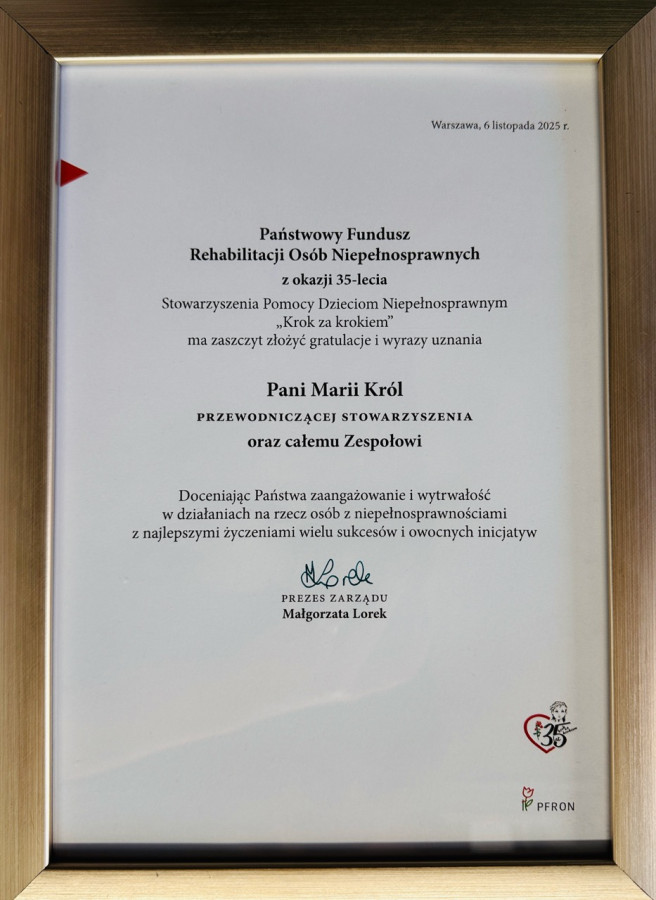 Warszawa, 6 listopada 2025 r.
Państwowy Fundusz
Rehabilitacji Osób Niepełnosprawnych
z okazji 35-lecia
Stowarzyszenia Pomocy Dzieciom Niepełnosprawnym
„Krok za krokiem”
ma zaszczyt złożyć gratulacje i wyrazy uznania
Pani Marii Król
PRZEWODNICZĄCEJ STOWARZYSZENIA
oraz całemu Zespołowi
Doceniając Państwa zaangażowanie i wytrwałość
w działaniach na rzecz osób z niepełnosprawnościami
z najlepszymi życzeniami wielu sukcesów i owocnych inicjatyw
MLorek
PREZES ZARZĄDU
Małgorzata Lorek
35
PFRON